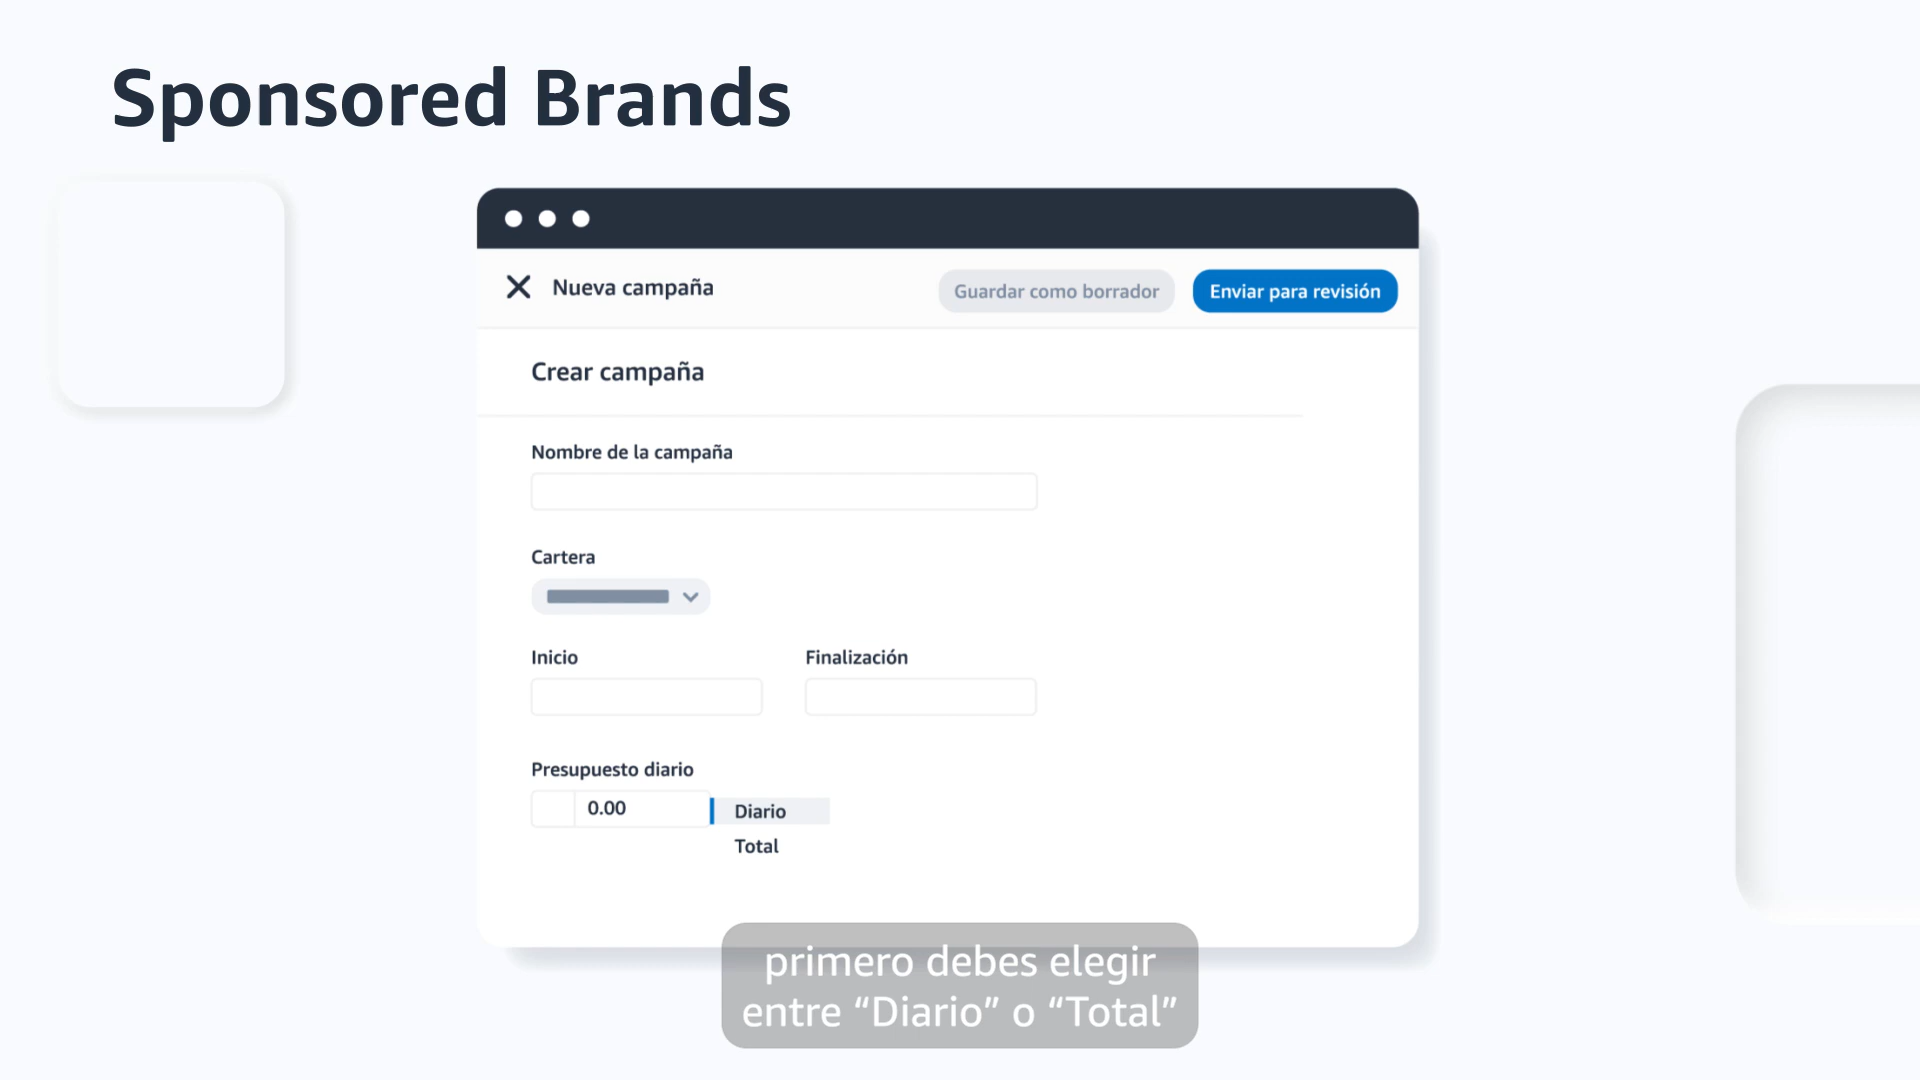 Sponsored Brands
Nueva campaña
Guardar como borrador
Enviar para revisión
Crear campaña
Nombre de la campaña
Cartera
Inicio
Finalización
Presupuesto diario
0.00
Diario
Total
primero debes elegir
entre “Diario” o “Total”